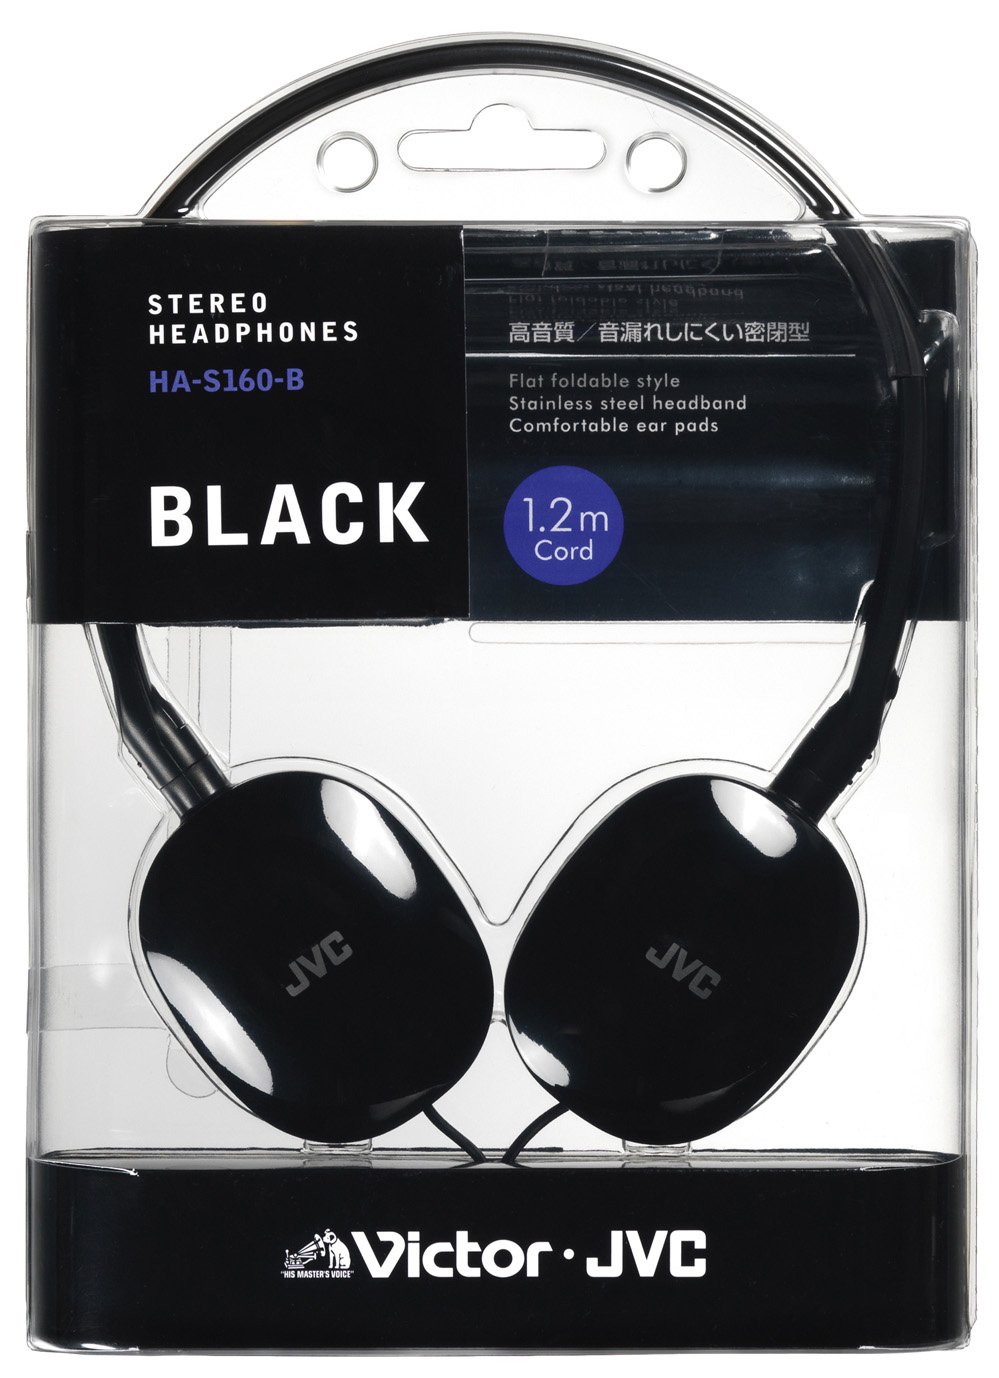 STEREO
HEADPHONES
HA-S160-B
BLACK
高音質／音漏れしにくい密閉型
Flat foldable style
Stainless steel headband
Comfortable ear pads
1.2m
Cord
JVC
JVC
"HIS MASTER'S VOICE"
Victor · JVC